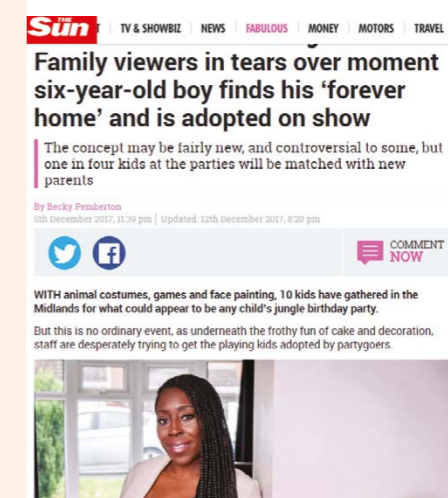 THE
Sun
TV & SHOWBIZ NEWS FABULOUS MONEY MOTORS TRAVEL
Family viewers in tears over moment
six-year-old boy finds his ‘forever
home’ and is adopted on show
The concept may be fairly new, and controversial to some, but
one in four kids at the parties will be matched with new
parents
By Becky Pemberton
5th December 2017, 11:39 pm | Updated: 12th December 2017, 8:20 pm
COMMENT
NOW
WITH animal costumes, games and face painting, 10 kids have gathered in the
Midlands for what could appear to be any child's jungle birthday party.
But this is no ordinary event, as underneath the frothy fun of cake and decoration,
staff are desperately trying to get the playing kids adopted by partygoers.